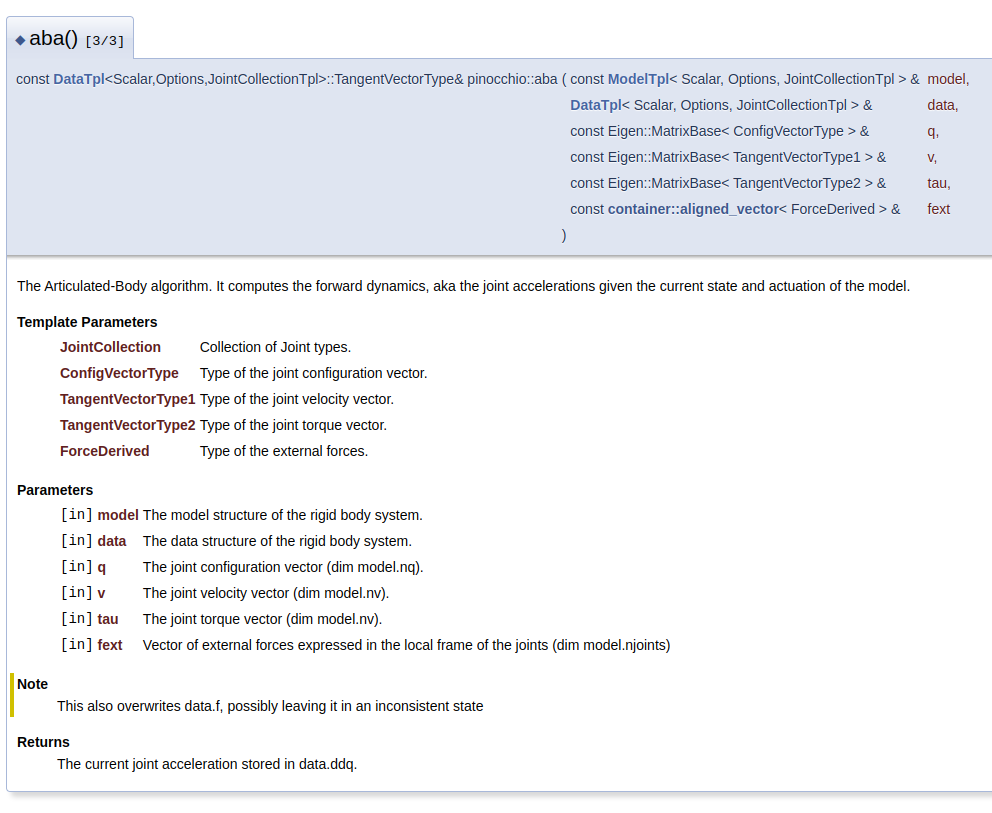 ◆ aba() [3/3]
const DataTpl<Scalar,Options,JointCollectionTpl>::TangentVectorType& pinocchio::aba ( const ModelTpl< Scalar, Options, JointCollectionTpl > & model,
DataTpl< Scalar, Options, JointCollectionTpl > & data,
const Eigen::MatrixBase< ConfigVectorType > & q,
const Eigen::MatrixBase< TangentVectorType1 > & v,
const Eigen::MatrixBase< TangentVectorType2 > & tau,
const container::aligned_vector< ForceDerived > & fext
)
The Articulated-Body algorithm. It computes the forward dynamics, aka the joint accelerations given the current state and actuation of the model.
Template Parameters
JointCollection Collection of Joint types.
ConfigVectorType Type of the joint configuration vector.
TangentVectorType1 Type of the joint velocity vector.
TangentVectorType2 Type of the joint torque vector.
ForceDerived Type of the external forces.
Parameters
[in] model The model structure of the rigid body system.
[in] data The data structure of the rigid body system.
[in] q The joint configuration vector (dim model.nq).
[in] v The joint velocity vector (dim model.nv).
[in] tau The joint torque vector (dim model.nv).
[in] fext Vector of external forces expressed in the local frame of the joints (dim model.njoints)
Note
This also overwrites data.f, possibly leaving it in an inconsistent state
Returns
The current joint acceleration stored in data.ddq.